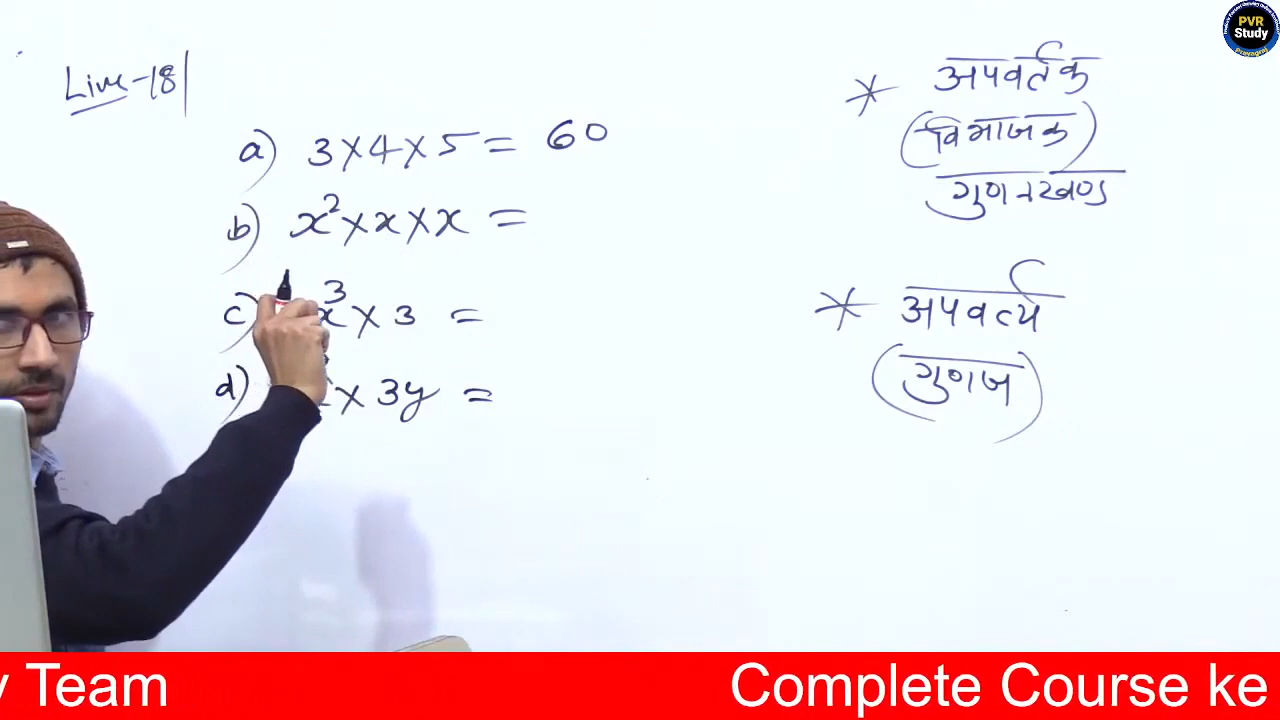 Live-18
a) 3×4×5 = 60
b) x²×x×x =
c) x³×3 =
d) ×3y =
* अपवर्तक
(विभाजक)
गुणनखण्ड
* अपवर्त्य
(गुणज)
PVR
Study
Prayagraj
Team
Complete Course ke